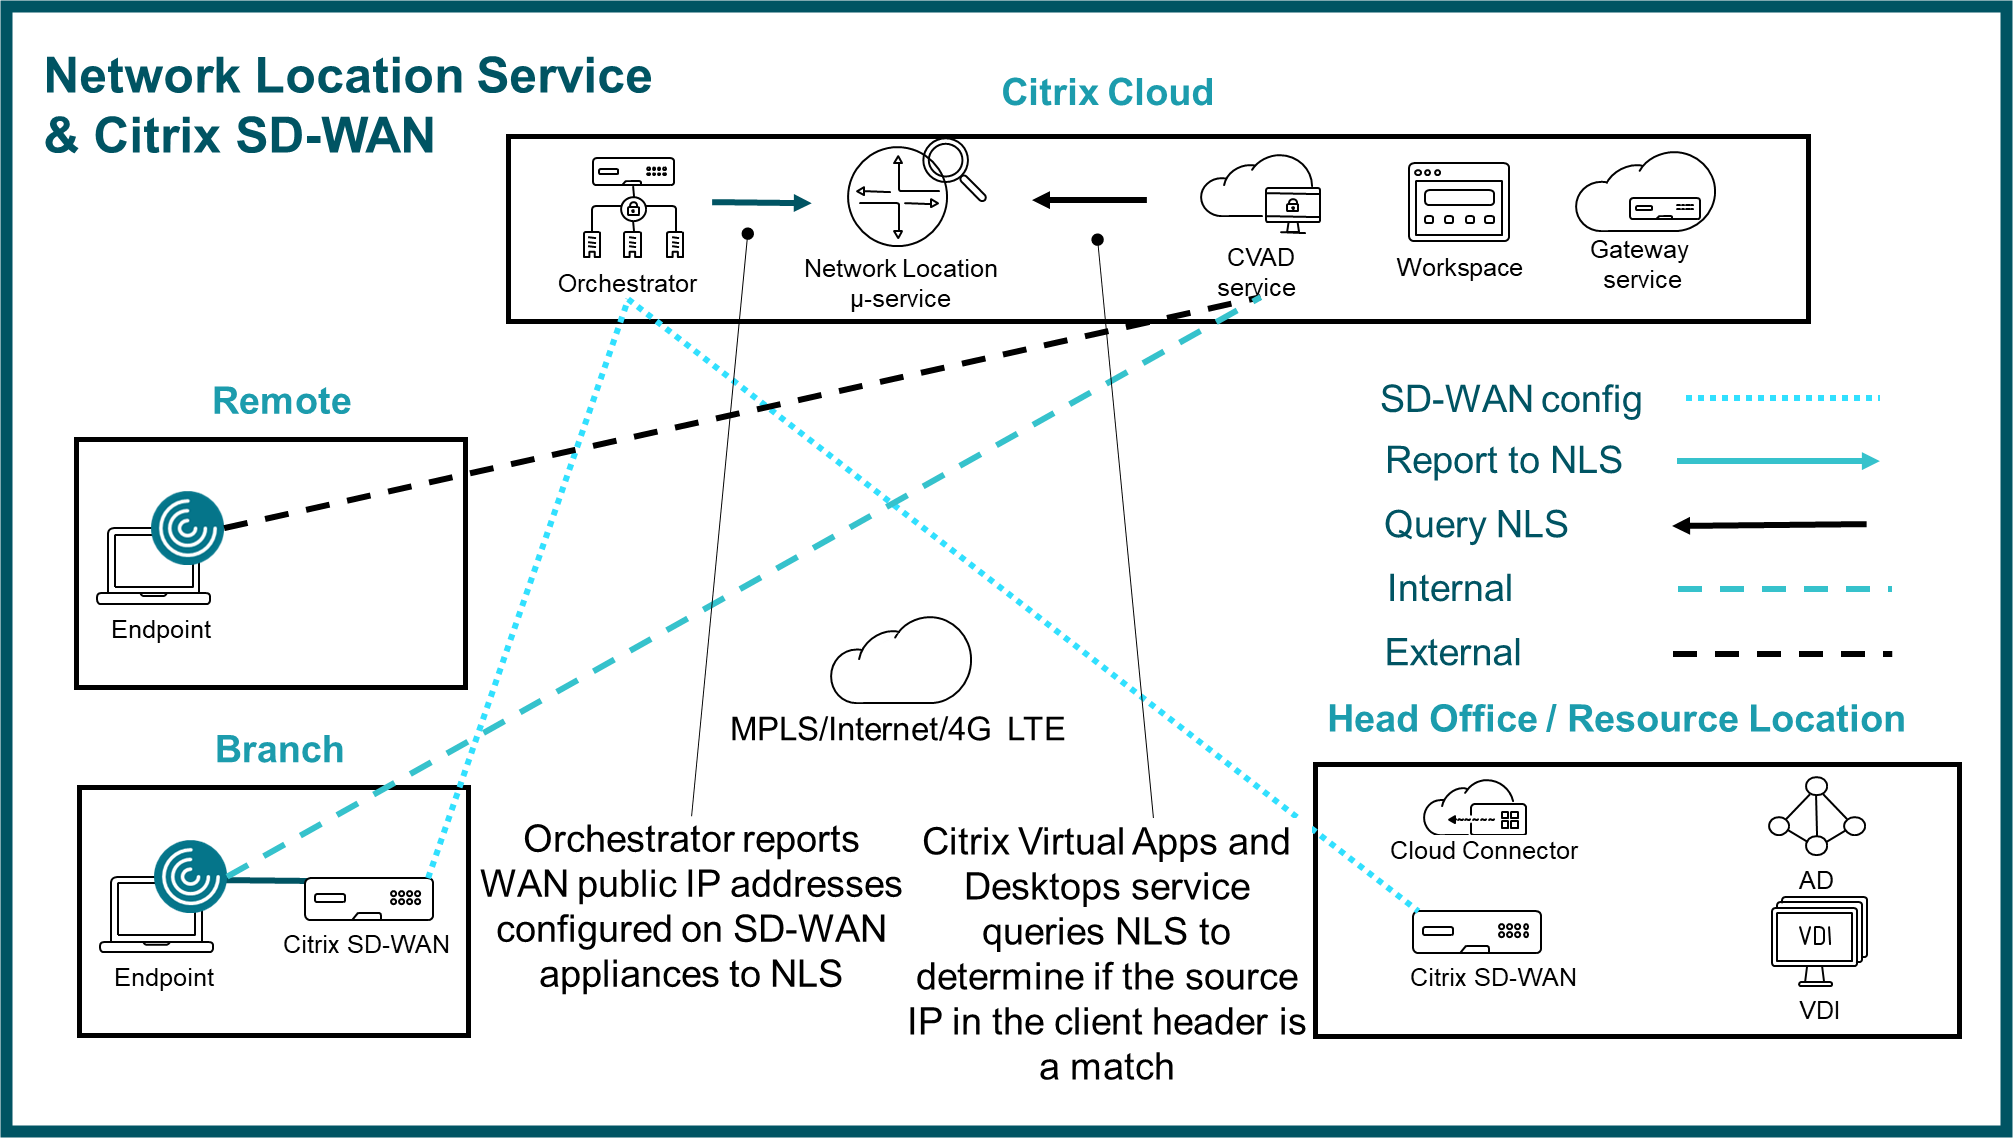 Network Location Service
& Citrix SD-WAN
Citrix Cloud
Orchestrator
Network Location
µ-service
CVAD
service
Workspace
Gateway
service
Remote
Endpoint
SD-WAN config
Report to NLS
Query NLS
Internal
External
MPLS/Internet/4G LTE
Branch
Endpoint
Citrix SD-WAN
Orchestrator reports
WAN public IP addresses
configured on SD-WAN
appliances to NLS
Citrix Virtual Apps and
Desktops service
queries NLS to
determine if the source
IP in the client header is
a match
Head Office / Resource Location
Cloud Connector
AD
Citrix SD-WAN
VDI
VDI